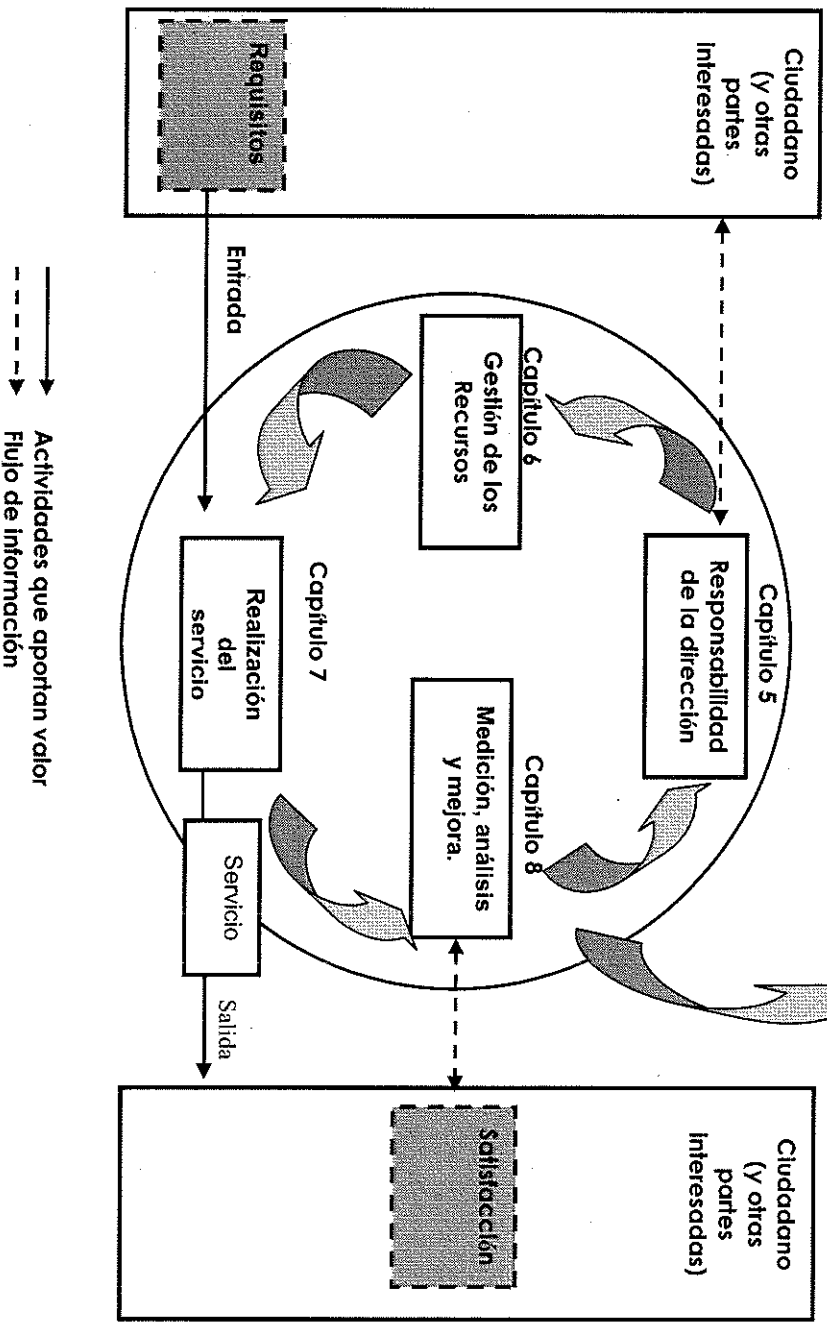 Ciudadano
(y otras
partes
interesadas)
Requisitos
Entrada
Capítulo 5
Responsabilidad
de la dirección
Capítulo 6
Gestión de los
Recursos
Capítulo 8
Medición, análisis
y mejora.
Capítulo 7
Realización
del
servicio
Servicio
Salida
Ciudadano
(y otras
partes
interesadas)
Satisfacción
Actividades que aportan valor
Flujo de información